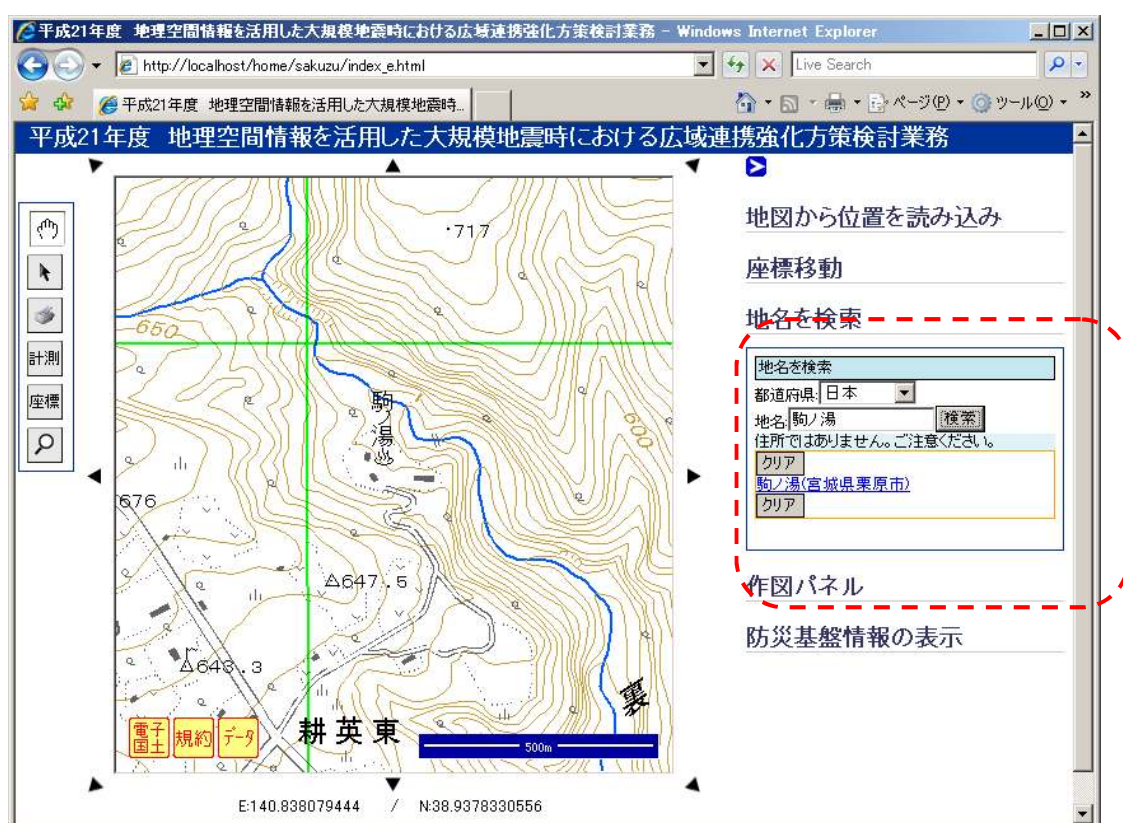 平成21年度 地理空間情報を活用した大規模地震時における広域連携強化方策検討業務 - Windows Internet Explorer
http://localhost/home/sakuzu/index_e.html
Live Search
平成21年度 地理空間情報を活用した大規模地震時...
ページ(P)
ツール(O)
平成21年度 地理空間情報を活用した大規模地震時における広域連携強化方策検討業務
計測
座標
・717
650
駒ノ湯
600
676
△647.5
643.3
裏
耕英東
電子国土
規約
データ
500m
E:140.838079444 / N:38.9378330556
地図から位置を読み込み
座標移動
地名を検索
地名を検索
都道府県:日本
地名:駒ノ湯 検索
住所ではありません。ご注意ください。
クリア
駒ノ湯(宮城県栗原市)
クリア
作図パネル
防災基盤情報の表示